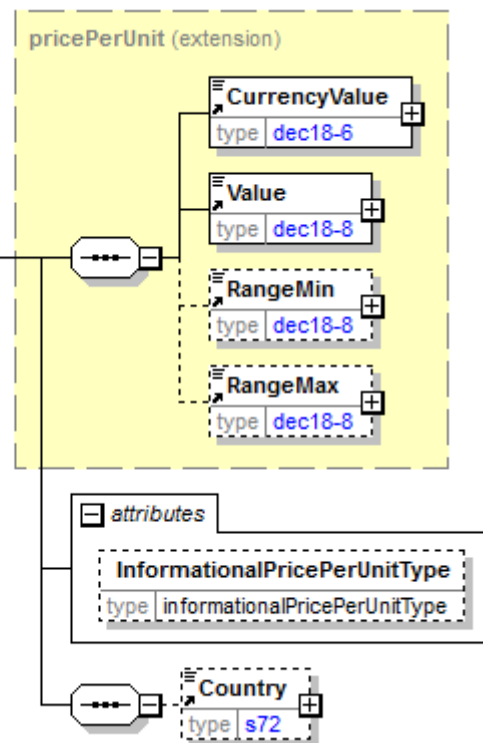 pricePerUnit (extension)
CurrencyValue
type dec18-6
Value
type dec18-8
RangeMin
type dec18-8
RangeMax
type dec18-8
attributes
InformationalPricePerUnitType
type informationalPricePerUnitType
Country
type s72